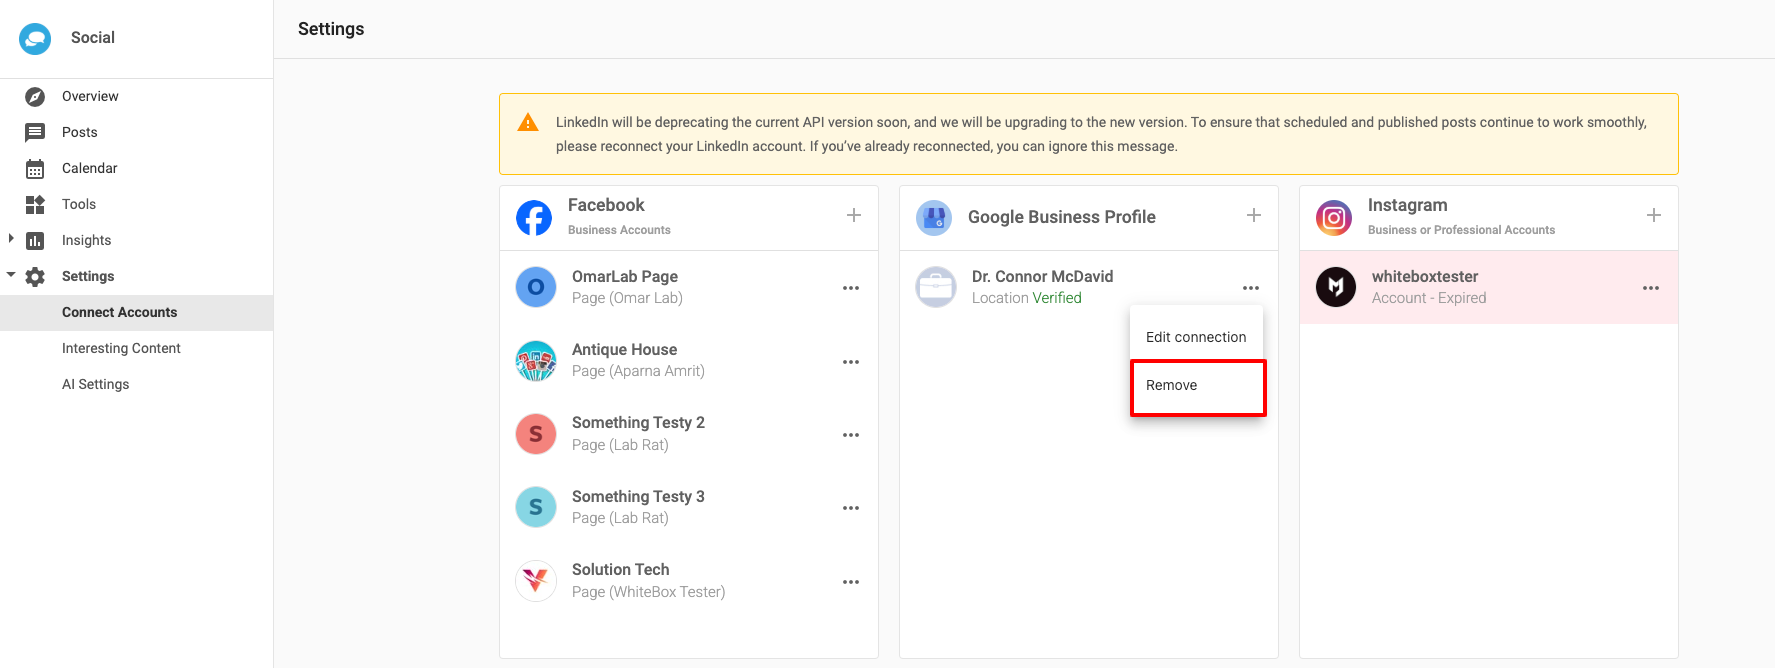 Social
Overview
Posts
Calendar
Tools
Insights
Settings
Connect Accounts
Interesting Content
AI Settings
Settings
LinkedIn will be deprecating the current API version soon, and we will be upgrading to the new version. To ensure that scheduled and published posts continue to work smoothly,
please reconnect your LinkedIn account. If you’ve already reconnected, you can ignore this message.
Facebook
Business Accounts
O
OmarLab Page
Page (Omar Lab)
Antique House
Page (Aparna Amrit)
S
Something Testy 2
Page (Lab Rat)
S
Something Testy 3
Page (Lab Rat)
Solution Tech
Page (WhiteBox Tester)
Google Business Profile
Dr. Connor McDavid
Location Verified
Edit connection
Remove
Instagram
Business or Professional Accounts
whiteboxtester
Account - Expired